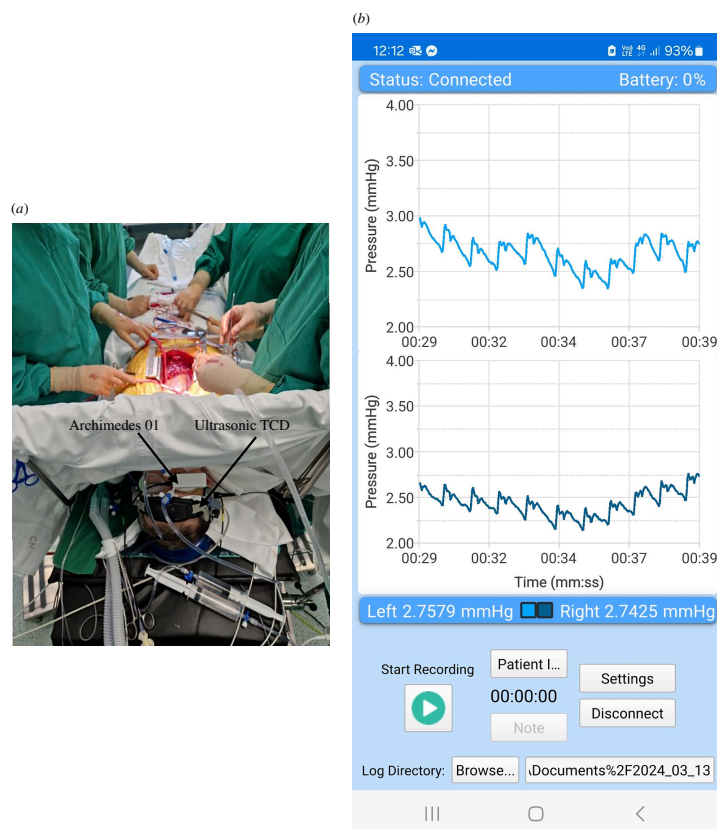 (a)
Archimedes 01
Ultrasonic TCD
(b)
12:12
Vo)) LTE 4G 93%
Status: Connected Battery: 0%
Pressure (mmHg)
4.00
3.50
3.00
2.50
2.00
00:29 00:32 00:34 00:37 00:39
Pressure (mmHg)
4.00
3.50
3.00
2.50
2.00
00:29 00:32 00:34 00:37 00:39
Time (mm:ss)
Left 2.7579 mmHg Right 2.7425 mmHg
Start Recording
Patient I...
00:00:00
Note
Settings
Disconnect
Log Directory: Browse... \Documents%2F2024_03_13